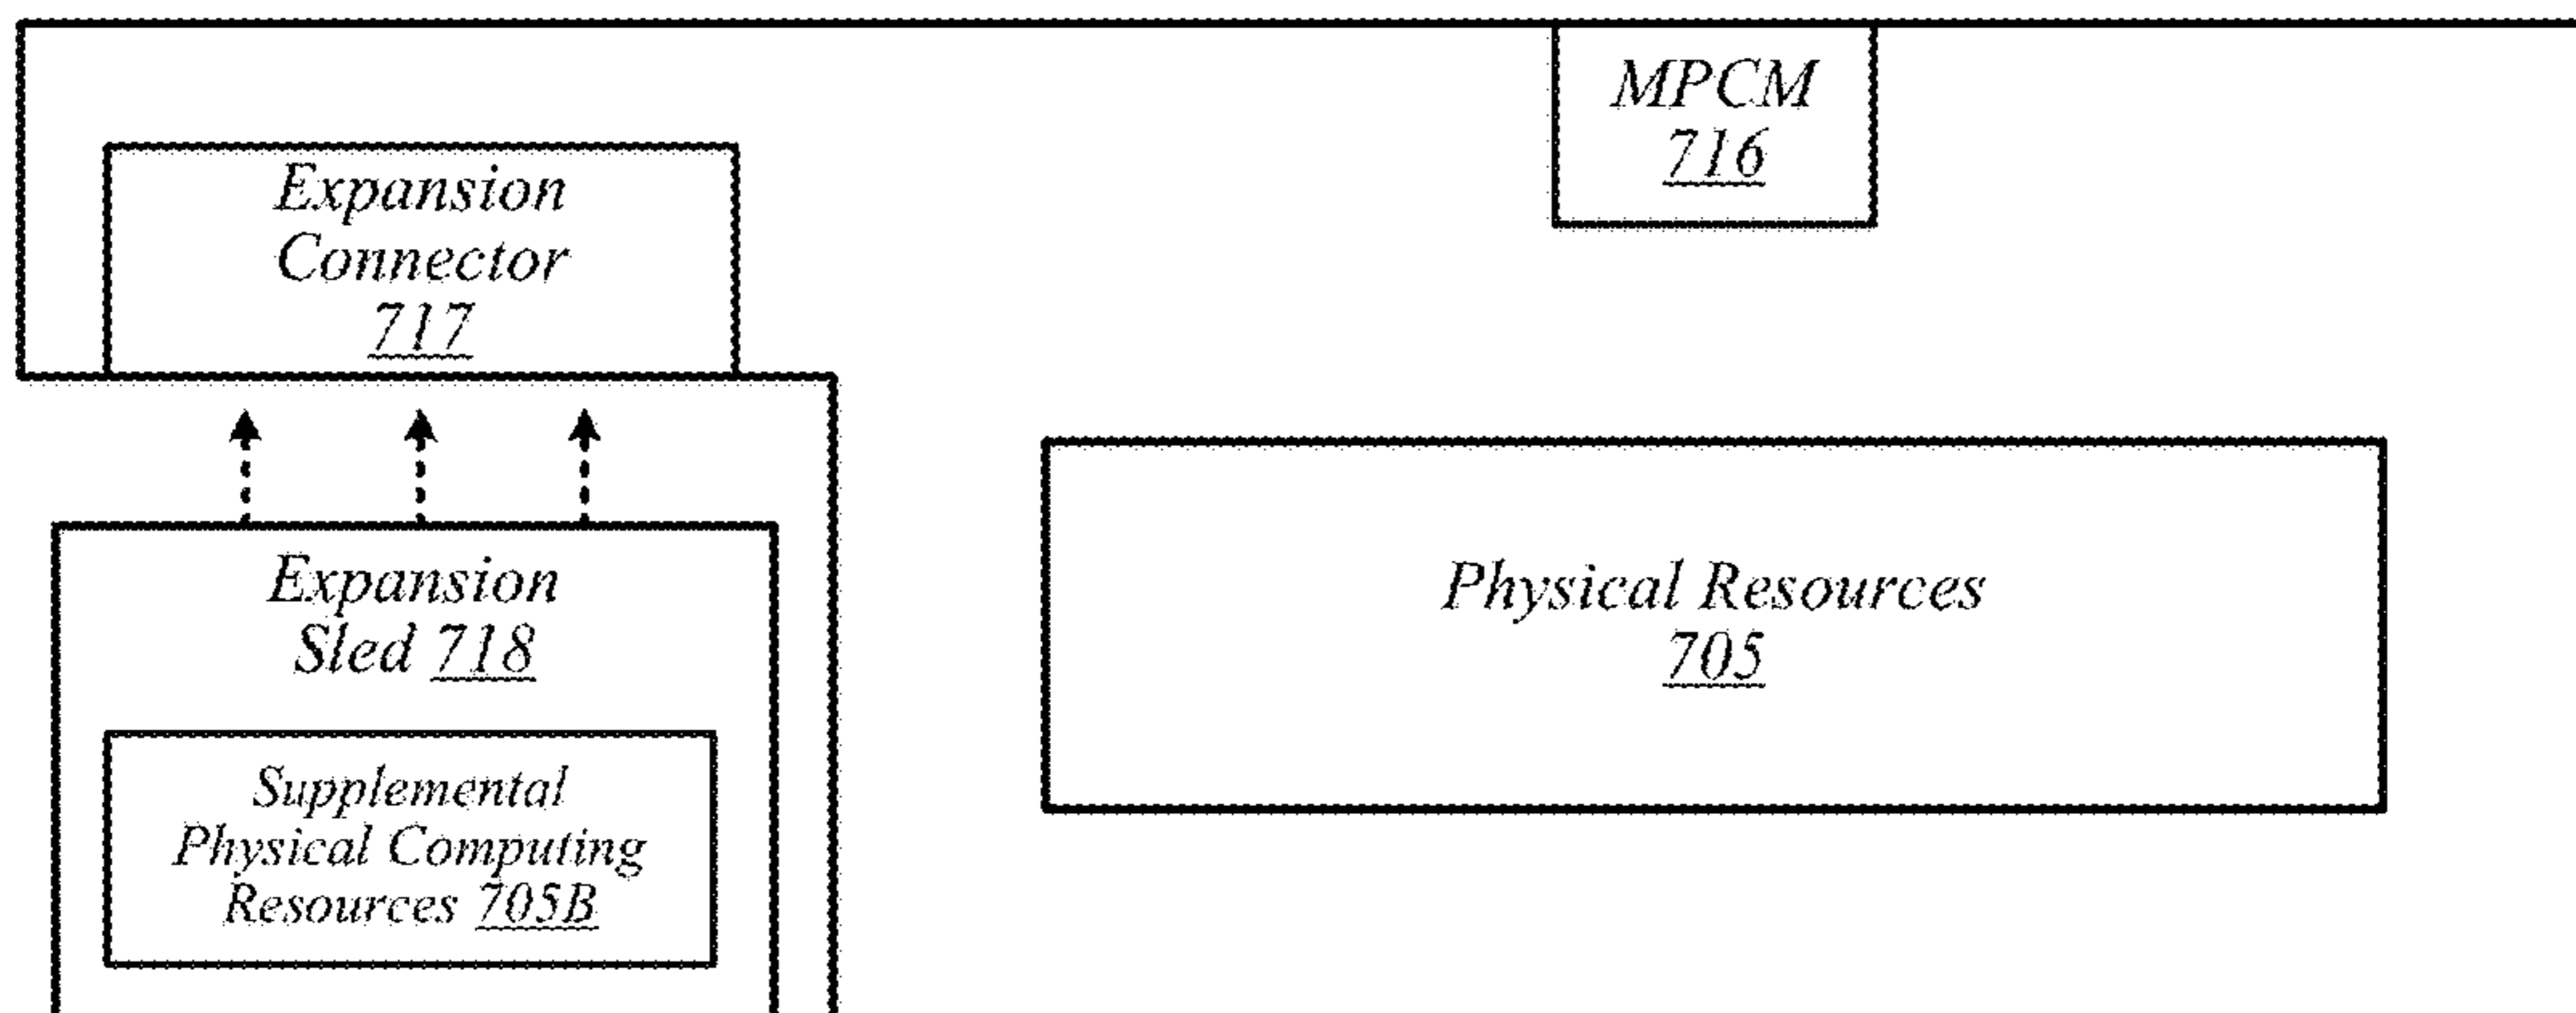 MPCM
716
Expansion
Connector
717
Expansion
Sled 718
Physical Resources
705
Supplemental
Physical Computing
Resources 705B